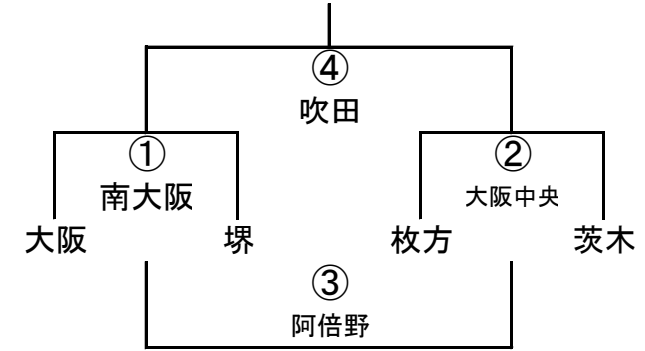 ④
吹田
① ②
南大阪 大阪中央
大阪 堺 枚方 茨木
③
阿倍野